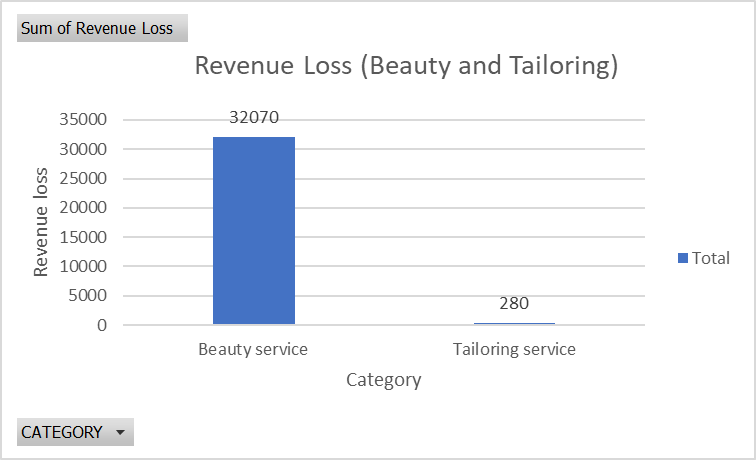 Sum of Revenue Loss
Revenue Loss (Beauty and Tailoring)
Revenue loss
35000
30000
25000
20000
15000
10000
5000
0
32070
280
Beauty service
Tailoring service
Category
Total
CATEGORY